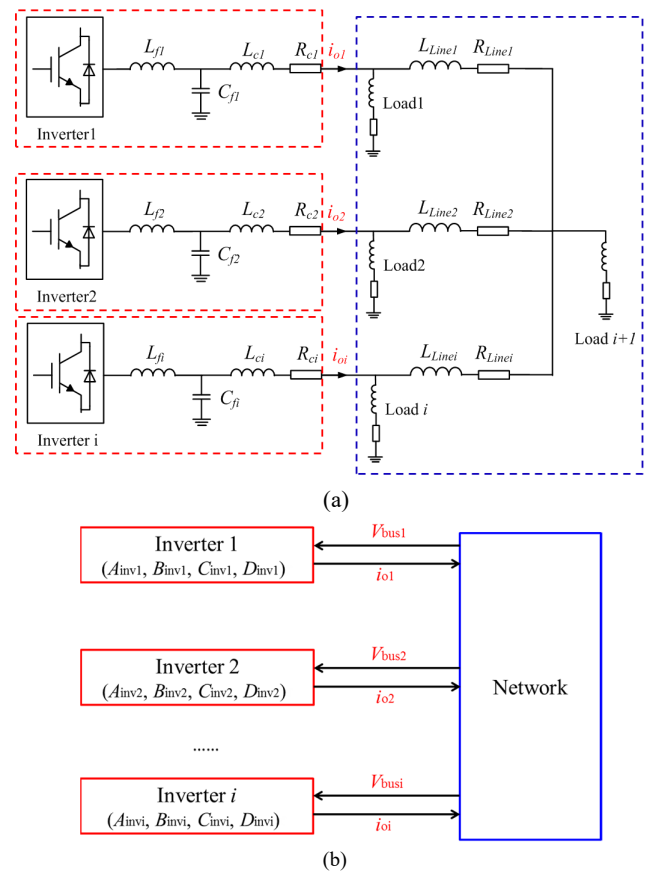 L_f1 L_c1 R_c1 i_o1 L_Line1 R_Line1
C_f1 Load1
Inverter1
L_f2 L_c2 R_c2 i_o2 L_Line2 R_Line2
C_f2 Load2
Inverter2
Load i+1
L_fi L_ci R_ci i_oi L_Linei R_Linei
C_fi Load i
Inverter i
(a)
Inverter 1
(A_inv1, B_inv1, C_inv1, D_inv1)
V_bus1
i_o1
Inverter 2
(A_inv2, B_inv2, C_inv2, D_inv2)
V_bus2
i_o2
Network
......
Inverter i
(A_invi, B_invi, C_invi, D_invi)
V_busi
i_oi
(b)